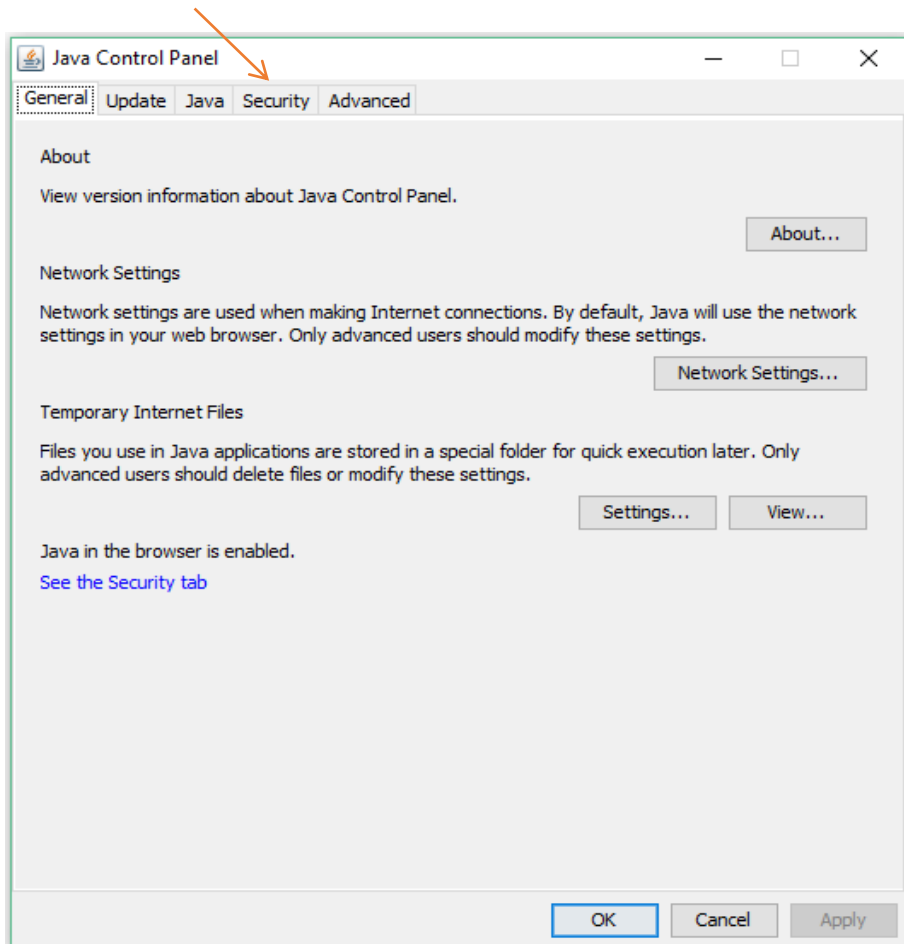 Java Control Panel
General Update Java Security Advanced
About
View version information about Java Control Panel.
About...
Network Settings
Network settings are used when making Internet connections. By default, Java will use the network
settings in your web browser. Only advanced users should modify these settings.
Network Settings...
Temporary Internet Files
Files you use in Java applications are stored in a special folder for quick execution later. Only
advanced users should delete files or modify these settings.
Settings... View...
Java in the browser is enabled.
See the Security tab
OK Cancel Apply